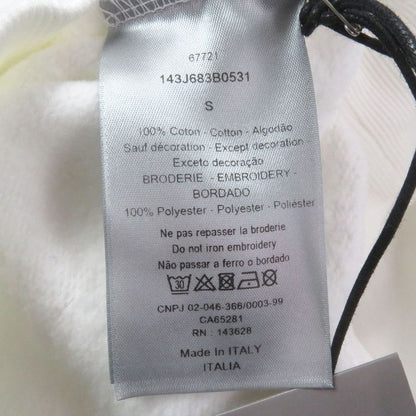 67721
143J683B0531
S
100% Coton - Cotton - Algodão
Sauf décoration - Except decoration
Exceto decoração
BRODERIE - EMBROIDERY -
BORDADO
100% Polyester - Polyester - Poliéster
Ne pas repasser la broderie
Do not iron embroidery
Não passar a ferro o bordado
30
CNPJ 02-046-366/0003-99
CA65281
RN : 143628
Made In ITALY
ITALIA